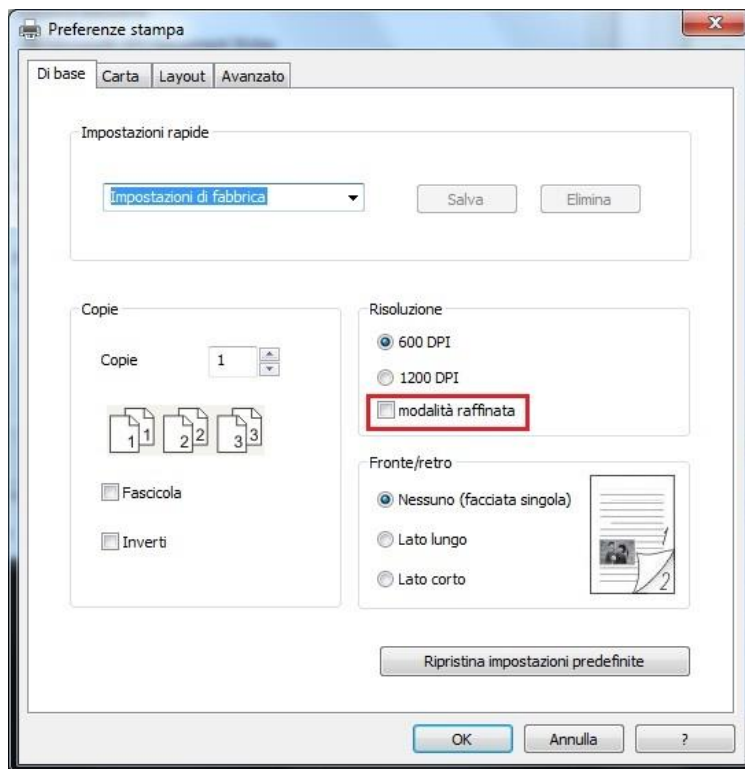 Preferenze stampa
Di base Carta Layout Avanzato
Impostazioni rapide
Impostazioni di fabbrica
Salva Elimina
Copie
Copie 1
1 1 2 2 3 3
Fascicola
Inverti
Risoluzione
600 DPI
1200 DPI
modalità raffinata
Fronte/retro
Nessuno (facciata singola)
Lato lungo
Lato corto
1
2
Ripristina impostazioni predefinite
OK Annulla ?